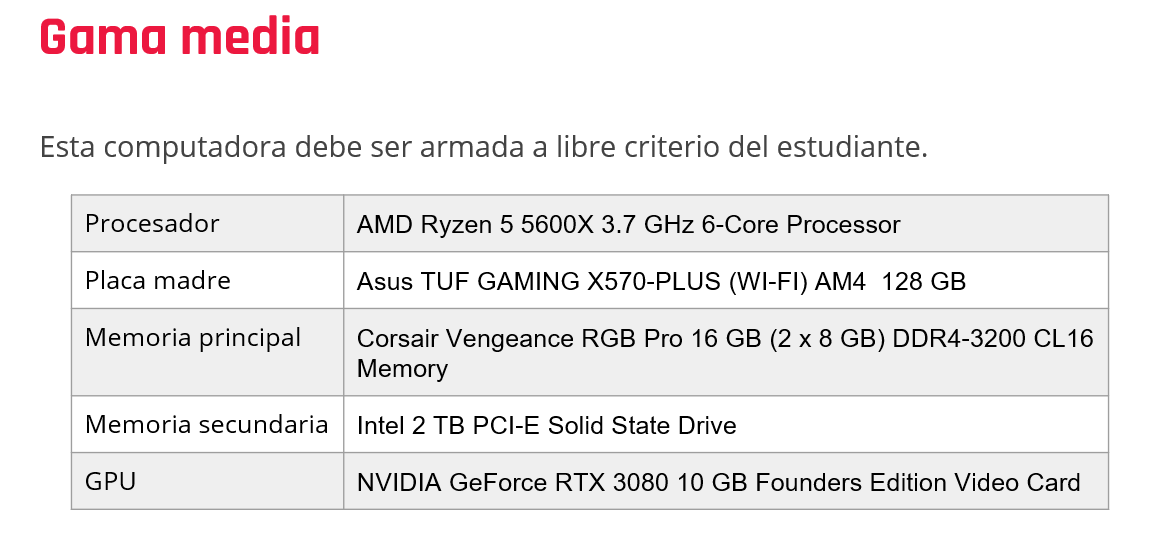 Gama media
Esta computadora debe ser armada a libre criterio del estudiante.
Procesador AMD Ryzen 5 5600X 3.7 GHz 6-Core Processor
Placa madre Asus TUF GAMING X570-PLUS (WI-FI) AM4  128 GB
Memoria principal Corsair Vengeance RGB Pro 16 GB (2 x 8 GB) DDR4-3200 CL16
Memory
Memoria secundaria Intel 2 TB PCI-E Solid State Drive
GPU NVIDIA GeForce RTX 3080 10 GB Founders Edition Video Card